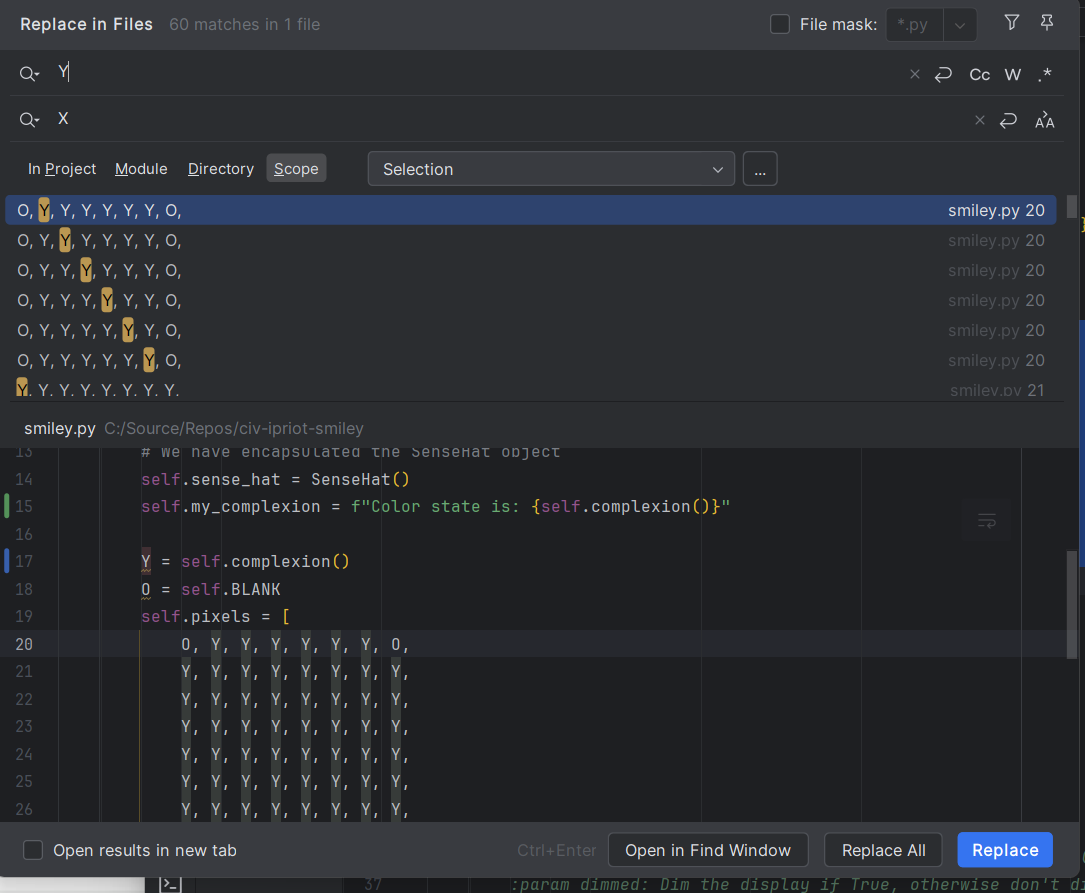 Replace in Files 60 matches in 1 file File mask: *.py
Y Cc W .*
X
In Project Module Directory Scope Selection ...
O, Y, Y, Y, Y, Y, Y, O, smiley.py 20
O, Y, Y, Y, Y, Y, Y, O, smiley.py 20
O, Y, Y, Y, Y, Y, Y, O, smiley.py 20
O, Y, Y, Y, Y, Y, Y, O, smiley.py 20
O, Y, Y, Y, Y, Y, Y, O, smiley.py 20
O, Y, Y, Y, Y, Y, Y, O, smiley.py 20
Y, Y, Y, Y, Y, Y, Y, Y, smiley.py 21
smiley.py C:/Source/Repos/civ-ipriot-smiley
13 # We have encapsulated the SenseHat object
14 self.sense_hat = SenseHat()
15 self.my_complexion = f"Color state is: {self.complexion()}"
16
17 Y = self.complexion()
18 O = self.BLANK
19 self.pixels = [
20 O, Y, Y, Y, Y, Y, Y, O,
21 Y, Y, Y, Y, Y, Y, Y, Y,
22 Y, Y, Y, Y, Y, Y, Y, Y,
23 Y, Y, Y, Y, Y, Y, Y, Y,
24 Y, Y, Y, Y, Y, Y, Y, Y,
25 Y, Y, Y, Y, Y, Y, Y, Y,
26 Y, Y, Y, Y, Y, Y, Y, Y,
Open results in new tab Ctrl+Enter Open in Find Window Replace All Replace
37 :param dimmed: Dim the display if True, otherwise don't